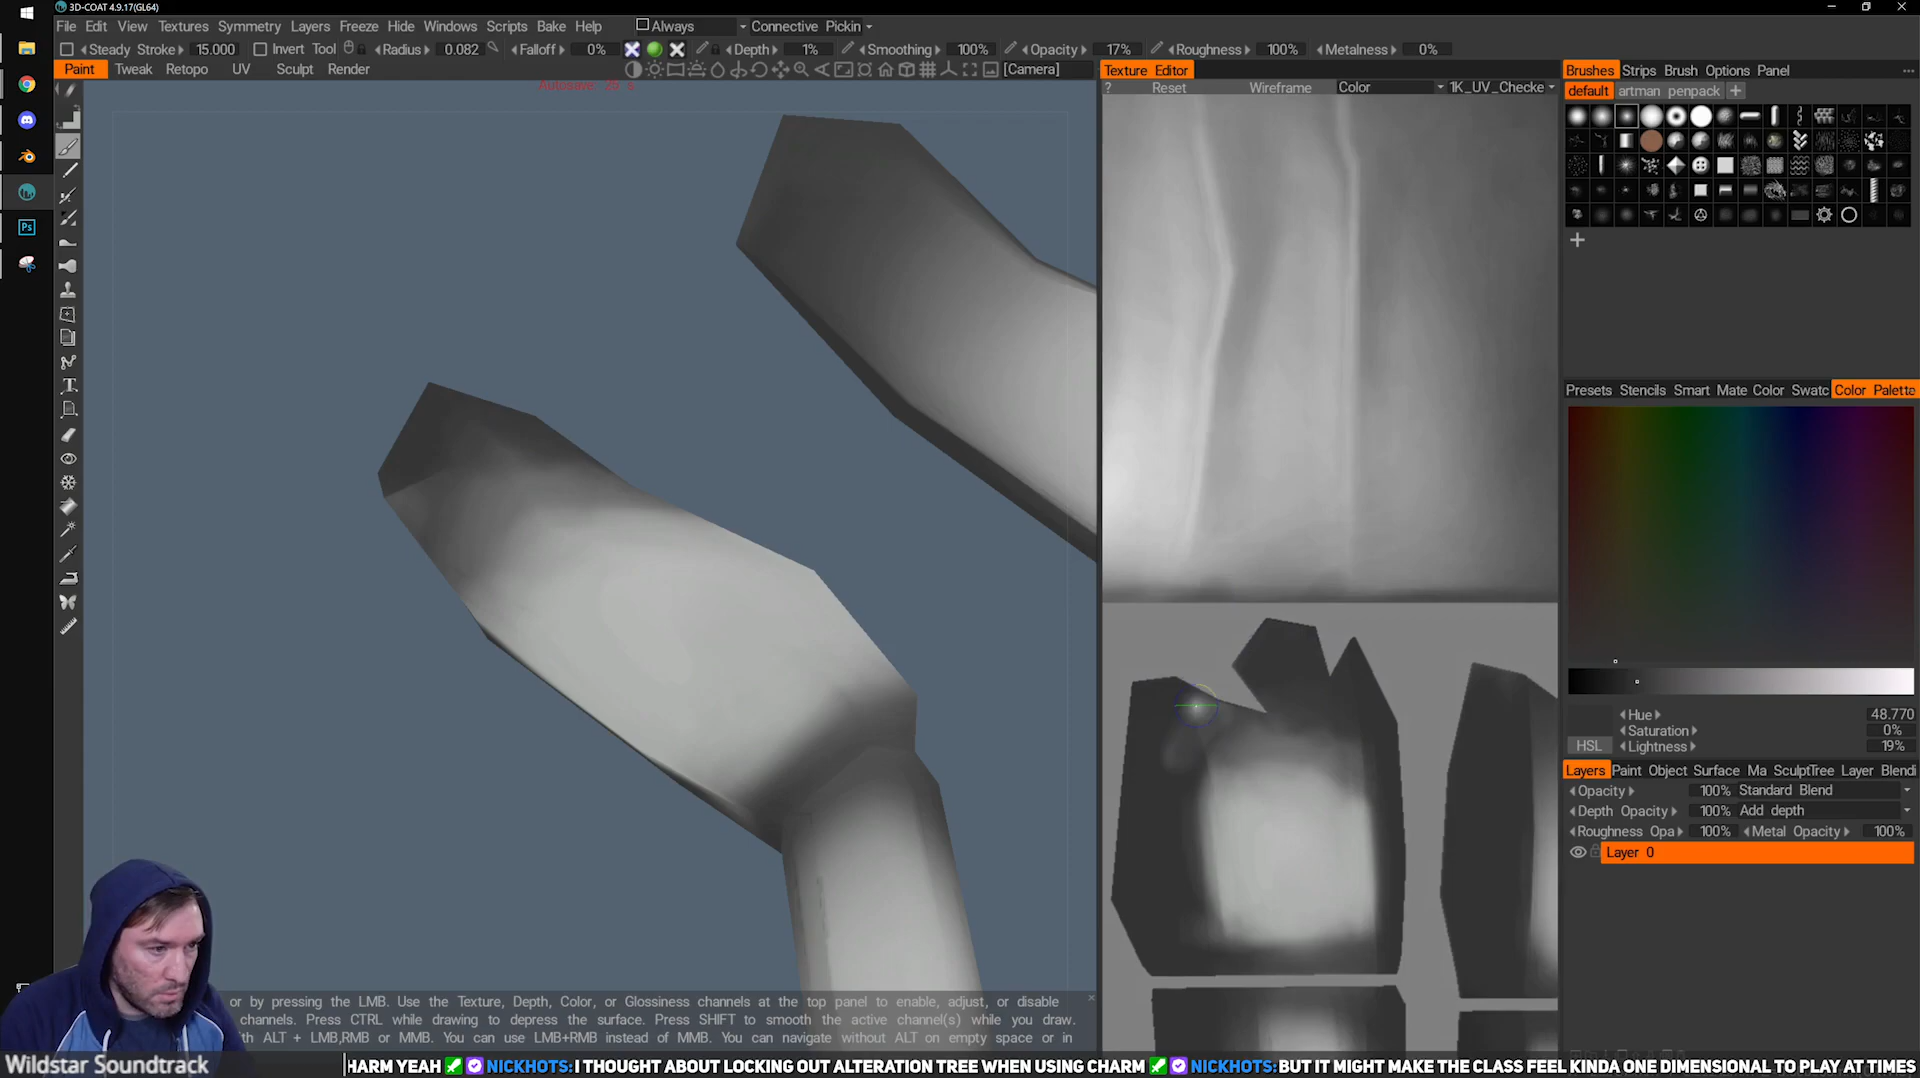 3D-COAT 4.9.17(GL64)
File Edit View Textures Symmetry Layers Freeze Hide Windows Scripts Bake Help Always Connective Pickin
Steady Stroke 15.000 Invert Tool Radius 0.082 Falloff 0% Depth 1% Smoothing 100% Opacity 17% Roughness 100% Metalness 0%
Paint Tweak Retopo UV Sculpt Render [Camera]
Autosave: 25 s
Texture Editor
? Reset Wireframe Color 1K_UV_Checke
Brushes Strips Brush Options Panel
default artman penpack +
Presets Stencils Smart Mate Color Swatc Color Palette
Hue 48.770
Saturation 0%
HSL Lightness 19%
Layers Paint Object Surface Ma SculptTree Layer Blendi
Opacity 100% Standard Blend
Depth Opacity 100% Add depth
Roughness Opa 100% Metal Opacity 100%
Layer 0
or by pressing the LMB. Use the Texture, Depth, Color, or Glossiness channels at the top panel to enable, adjust, or disable
channels. Press CTRL while drawing to depress the surface. Press SHIFT to smooth the active channel(s) while you draw.
ith ALT + LMB,RMB or MMB. You can use LMB+RMB instead of MMB. You can navigate without ALT on empty space or in
Wildstar Soundtrack
HARM YEAH NICKHOTS: I THOUGHT ABOUT LOCKING OUT ALTERATION TREE WHEN USING CHARM NICKHOTS: BUT IT MIGHT MAKE THE CLASS FEEL KINDA ONE DIMENSIONAL TO PLAY AT TIMES